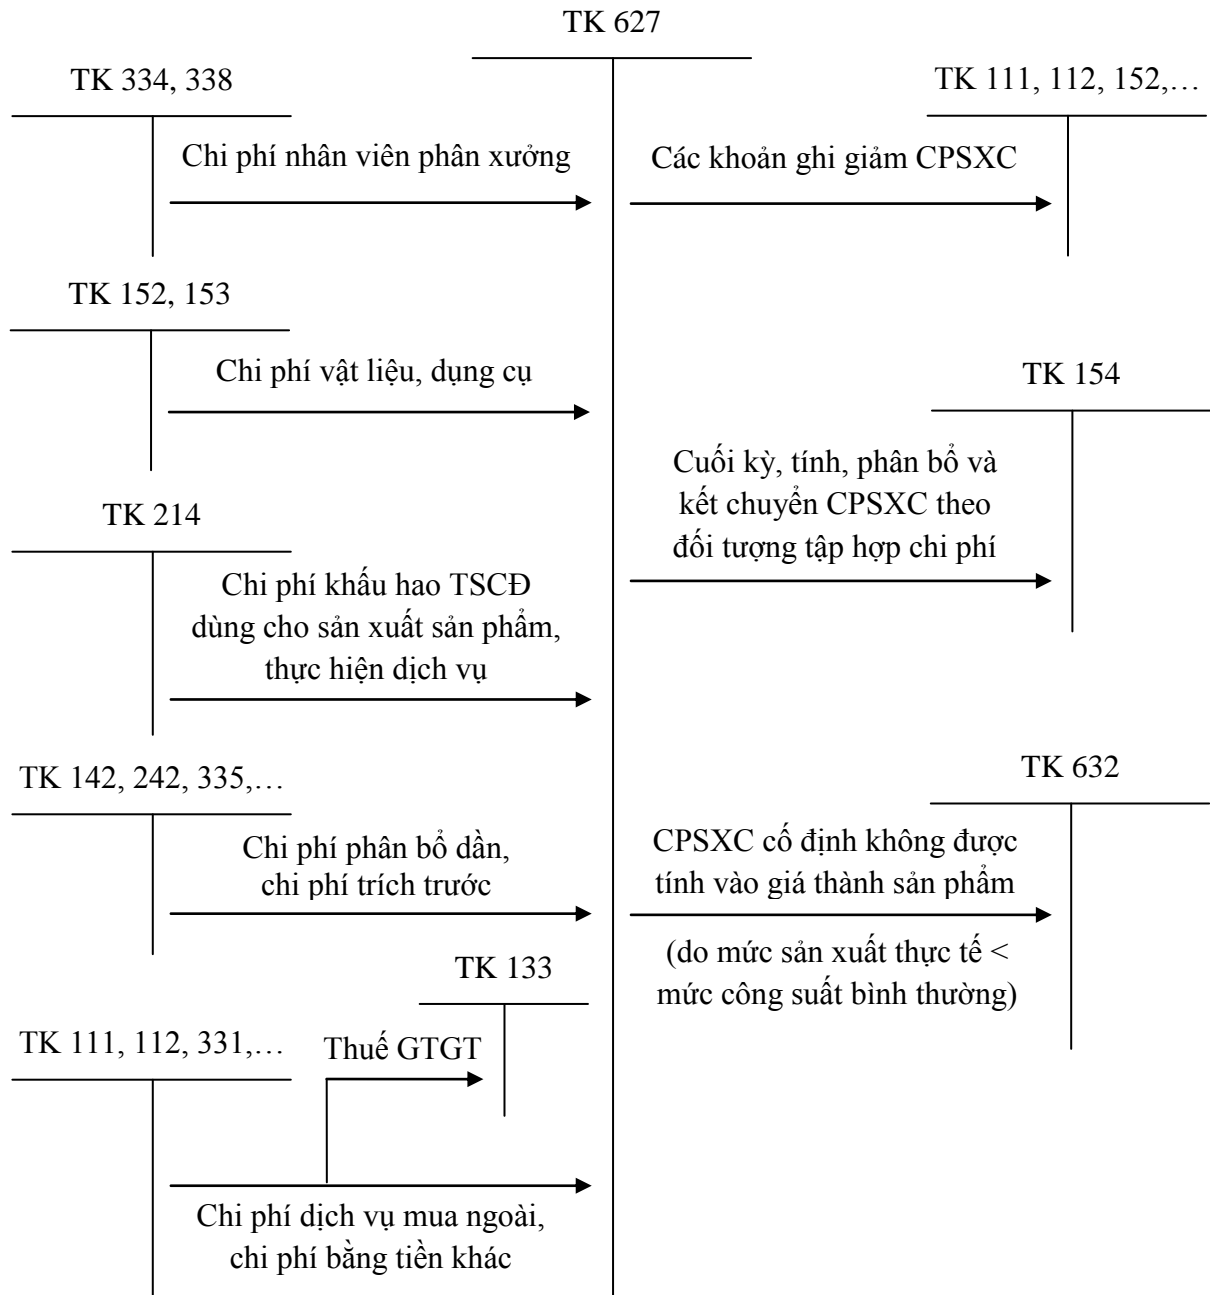 TK 627
TK 334, 338
TK 111, 112, 152,…
Chi phí nhân viên phân xưởng
Các khoản ghi giảm CPSXC
TK 152, 153
Chi phí vật liệu, dụng cụ
TK 154
Cuối kỳ, tính, phân bổ và
kết chuyển CPSXC theo
đối tượng tập hợp chi phí
TK 214
Chi phí khấu hao TSCĐ
dùng cho sản xuất sản phẩm,
thực hiện dịch vụ
TK 142, 242, 335,…
TK 632
Chi phí phân bổ dần,
chi phí trích trước
CPSXC cố định không được
tính vào giá thành sản phẩm
(do mức sản xuất thực tế <
mức công suất bình thường)
TK 133
TK 111, 112, 331,…
Thuế GTGT
Chi phí dịch vụ mua ngoài,
chi phí bằng tiền khác